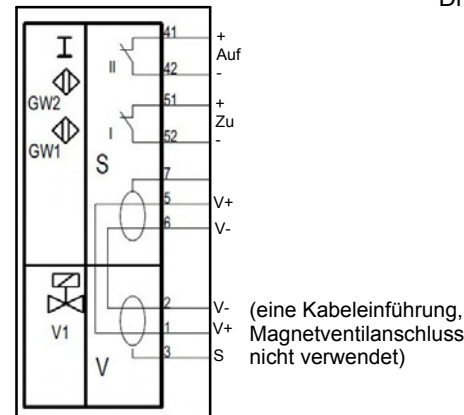 DI
41 +
II Auf
42 -
GW2
51 +
I Zu
GW1
52 -
S
7
5 V+
6 V-
2 V- (eine Kabeleinführung,
V1 1 V+ Magnetventilanschluss
3 S nicht verwendet)
V